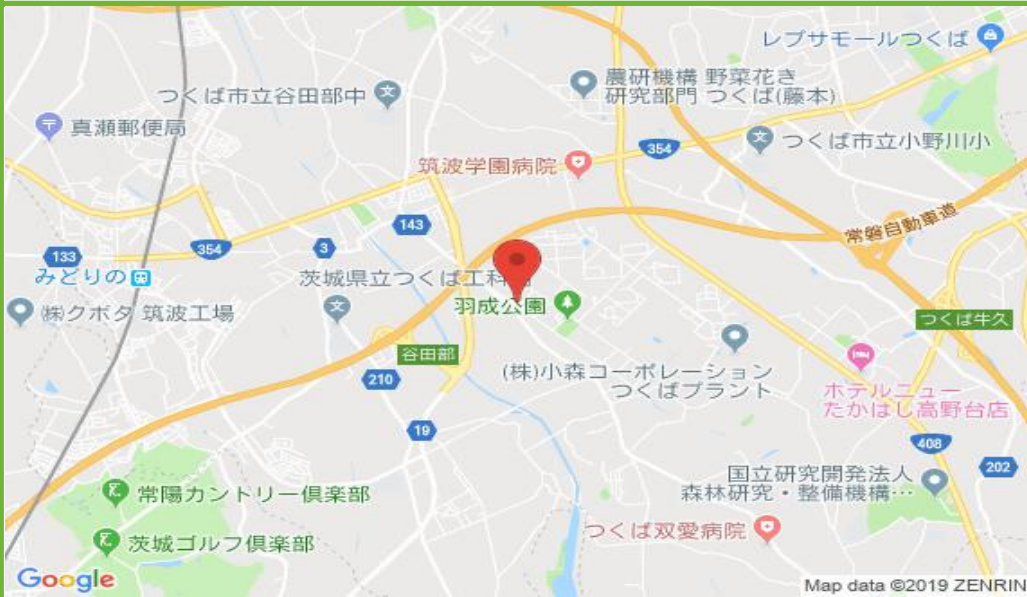 レプサモールつくば
農研機構 野菜花き
研究部門 つくば(藤本)
つくば市立谷田部中
真瀬郵便局
354
つくば市立小野川小
筑波学園病院
143
常磐自動車道
354
3
133
みどりの
茨城県立つくば工科
羽成公園
(株)クボタ 筑波工場
つくば牛久
谷田部
(株)小森コーポレーション
つくばプラント
210
ホテルニュー
たかはし高野台店
19
408
202
国立研究開発法人
森林研究・整備機構…
常陽カントリー倶楽部
つくば双愛病院
茨城ゴルフ倶楽部
Google
Map data ©2019 ZENRIN